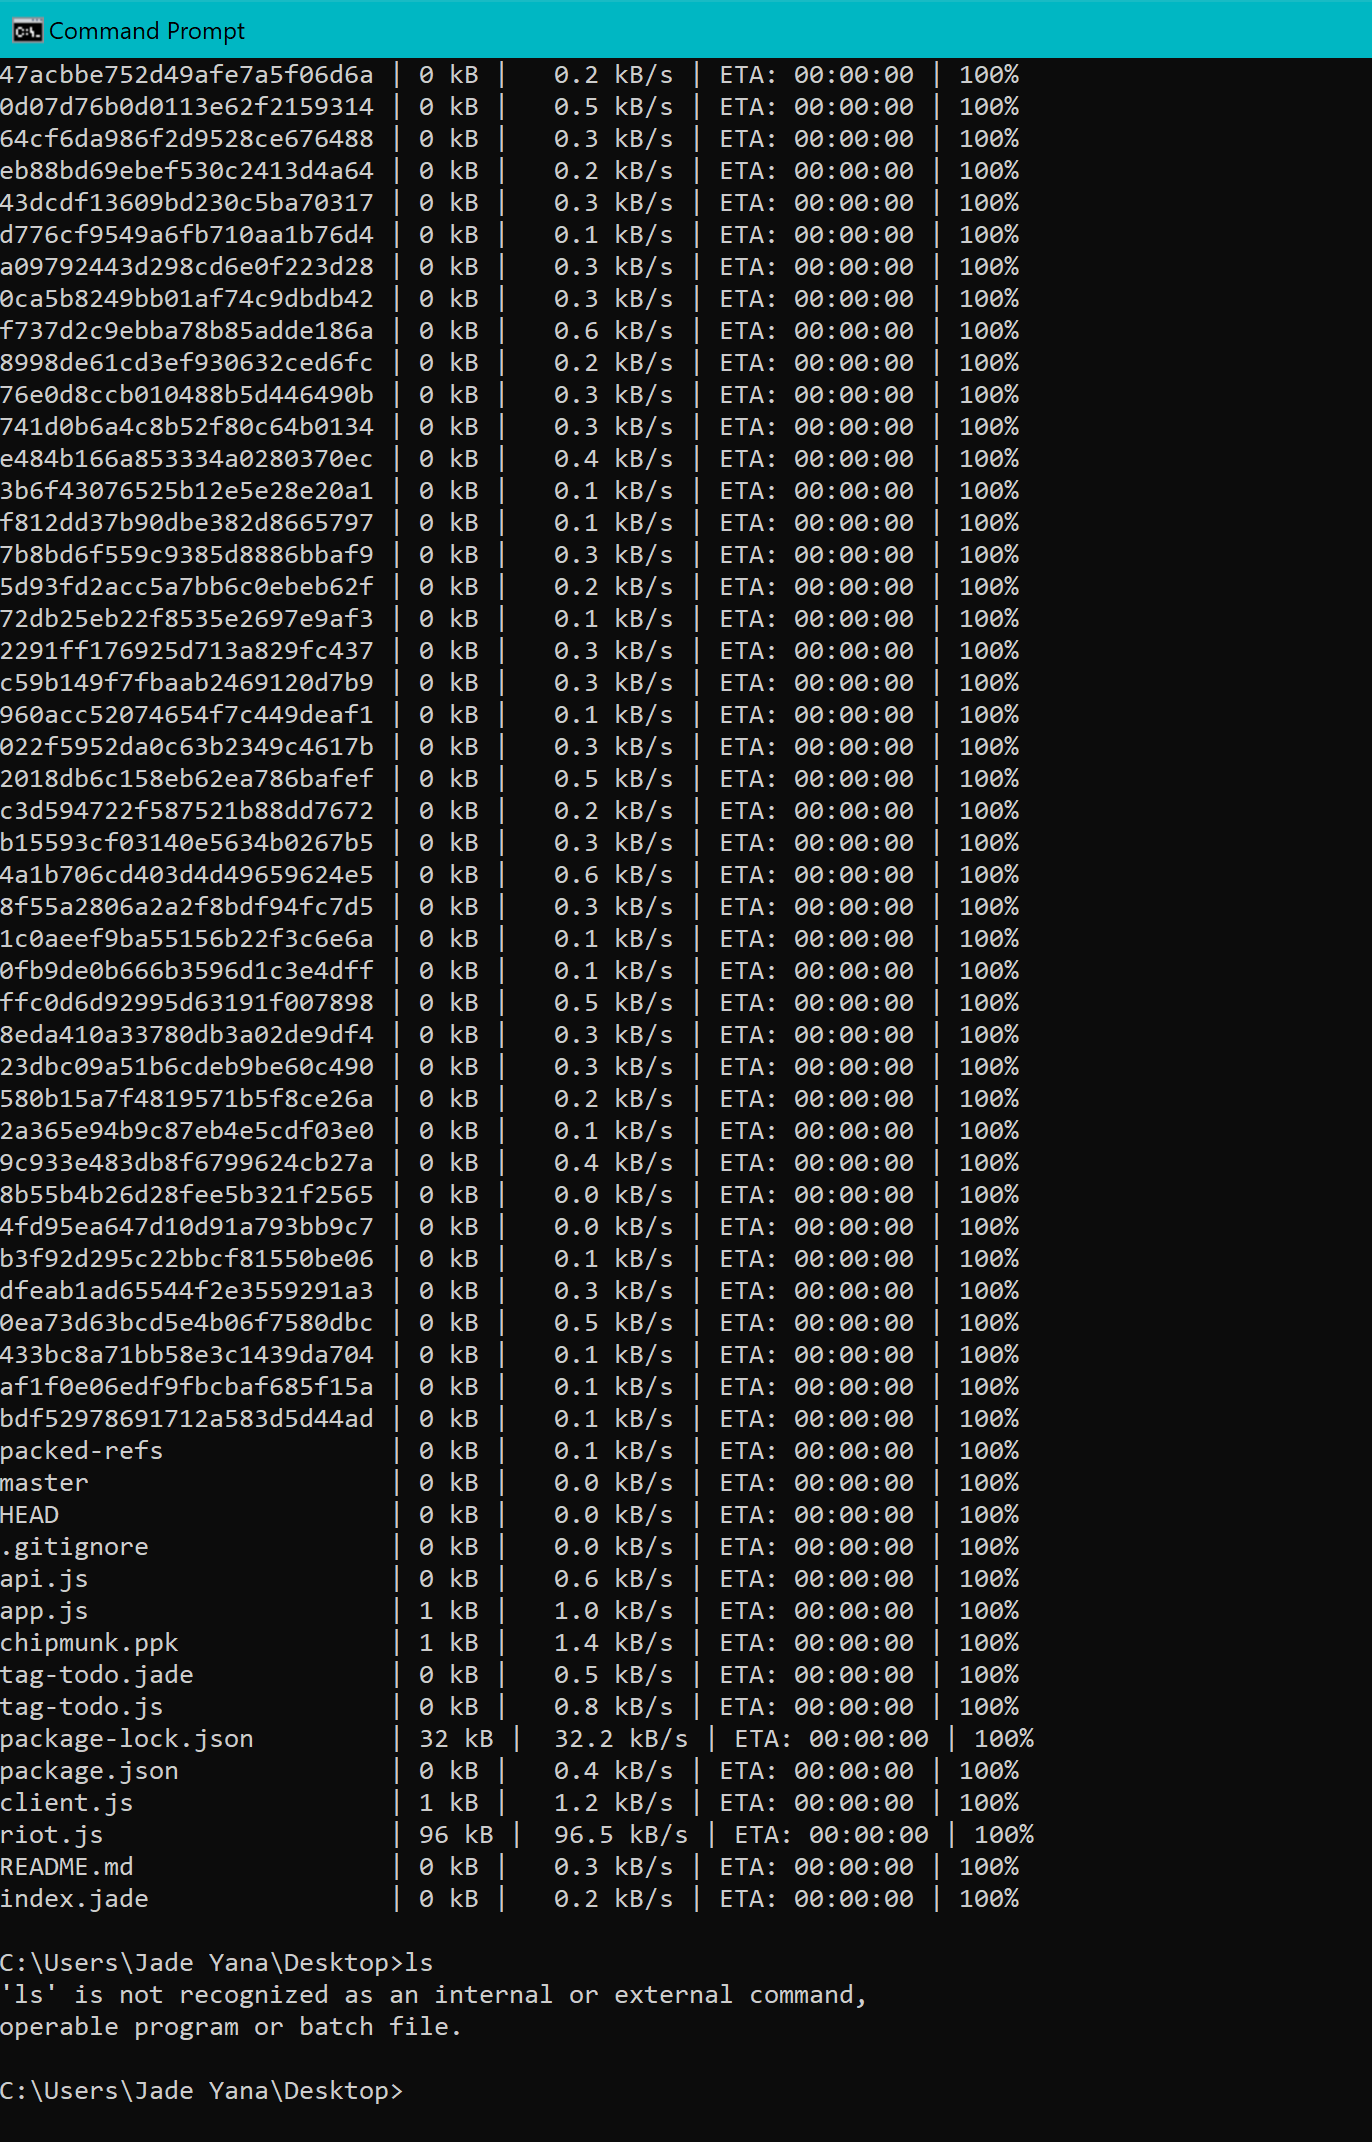 Command Prompt
47acbbe752d49afe7a5f06d6a | 0 kB |   0.2 kB/s | ETA: 00:00:00 | 100%
0d07d76b0d0113e62f2159314 | 0 kB |   0.5 kB/s | ETA: 00:00:00 | 100%
64cf6da986f2d9528ce676488 | 0 kB |   0.3 kB/s | ETA: 00:00:00 | 100%
eb88bd69ebef530c2413d4a64 | 0 kB |   0.2 kB/s | ETA: 00:00:00 | 100%
43dcdf13609bd230c5ba70317 | 0 kB |   0.3 kB/s | ETA: 00:00:00 | 100%
d776cf9549a6fb710aa1b76d4 | 0 kB |   0.1 kB/s | ETA: 00:00:00 | 100%
a09792443d298cd6e0f223d28 | 0 kB |   0.3 kB/s | ETA: 00:00:00 | 100%
0ca5b8249bb01af74c9dbdb42 | 0 kB |   0.3 kB/s | ETA: 00:00:00 | 100%
f737d2c9ebba78b85adde186a | 0 kB |   0.6 kB/s | ETA: 00:00:00 | 100%
8998de61cd3ef930632ced6fc | 0 kB |   0.2 kB/s | ETA: 00:00:00 | 100%
76e0d8ccb010488b5d446490b | 0 kB |   0.3 kB/s | ETA: 00:00:00 | 100%
741d0b6a4c8b52f80c64b0134 | 0 kB |   0.3 kB/s | ETA: 00:00:00 | 100%
e484b166a853334a0280370ec | 0 kB |   0.4 kB/s | ETA: 00:00:00 | 100%
3b6f43076525b12e5e28e20a1 | 0 kB |   0.1 kB/s | ETA: 00:00:00 | 100%
f812dd37b90dbe382d8665797 | 0 kB |   0.1 kB/s | ETA: 00:00:00 | 100%
7b8bd6f559c9385d8886bbaf9 | 0 kB |   0.3 kB/s | ETA: 00:00:00 | 100%
5d93fd2acc5a7bb6c0ebeb62f | 0 kB |   0.2 kB/s | ETA: 00:00:00 | 100%
72db25eb22f8535e2697e9af3 | 0 kB |   0.1 kB/s | ETA: 00:00:00 | 100%
2291ff176925d713a829fc437 | 0 kB |   0.3 kB/s | ETA: 00:00:00 | 100%
c59b149f7fbaab2469120d7b9 | 0 kB |   0.3 kB/s | ETA: 00:00:00 | 100%
960acc52074654f7c449deaf1 | 0 kB |   0.1 kB/s | ETA: 00:00:00 | 100%
022f5952da0c63b2349c4617b | 0 kB |   0.3 kB/s | ETA: 00:00:00 | 100%
2018db6c158eb62ea786bafef | 0 kB |   0.5 kB/s | ETA: 00:00:00 | 100%
c3d594722f587521b88dd7672 | 0 kB |   0.2 kB/s | ETA: 00:00:00 | 100%
b15593cf03140e5634b0267b5 | 0 kB |   0.3 kB/s | ETA: 00:00:00 | 100%
4a1b706cd403d4d49659624e5 | 0 kB |   0.6 kB/s | ETA: 00:00:00 | 100%
8f55a2806a2a2f8bdf94fc7d5 | 0 kB |   0.3 kB/s | ETA: 00:00:00 | 100%
1c0aeef9ba55156b22f3c6e6a | 0 kB |   0.1 kB/s | ETA: 00:00:00 | 100%
0fb9de0b666b3596d1c3e4dff | 0 kB |   0.1 kB/s | ETA: 00:00:00 | 100%
ffc0d6d92995d63191f007898 | 0 kB |   0.5 kB/s | ETA: 00:00:00 | 100%
8eda410a33780db3a02de9df4 | 0 kB |   0.3 kB/s | ETA: 00:00:00 | 100%
23dbc09a51b6cdeb9be60c490 | 0 kB |   0.3 kB/s | ETA: 00:00:00 | 100%
580b15a7f4819571b5f8ce26a | 0 kB |   0.2 kB/s | ETA: 00:00:00 | 100%
2a365e94b9c87eb4e5cdf03e0 | 0 kB |   0.1 kB/s | ETA: 00:00:00 | 100%
9c933e483db8f6799624cb27a | 0 kB |   0.4 kB/s | ETA: 00:00:00 | 100%
8b55b4b26d28fee5b321f2565 | 0 kB |   0.0 kB/s | ETA: 00:00:00 | 100%
4fd95ea647d10d91a793bb9c7 | 0 kB |   0.0 kB/s | ETA: 00:00:00 | 100%
b3f92d295c22bbcf81550be06 | 0 kB |   0.1 kB/s | ETA: 00:00:00 | 100%
dfeab1ad65544f2e3559291a3 | 0 kB |   0.3 kB/s | ETA: 00:00:00 | 100%
0ea73d63bcd5e4b06f7580dbc | 0 kB |   0.5 kB/s | ETA: 00:00:00 | 100%
433bc8a71bb58e3c1439da704 | 0 kB |   0.1 kB/s | ETA: 00:00:00 | 100%
af1f0e06edf9fbcbaf685f15a | 0 kB |   0.1 kB/s | ETA: 00:00:00 | 100%
bdf52978691712a583d5d44ad | 0 kB |   0.1 kB/s | ETA: 00:00:00 | 100%
packed-refs               | 0 kB |   0.1 kB/s | ETA: 00:00:00 | 100%
master                    | 0 kB |   0.0 kB/s | ETA: 00:00:00 | 100%
HEAD                      | 0 kB |   0.0 kB/s | ETA: 00:00:00 | 100%
.gitignore                | 0 kB |   0.0 kB/s | ETA: 00:00:00 | 100%
api.js                    | 0 kB |   0.6 kB/s | ETA: 00:00:00 | 100%
app.js                    | 1 kB |   1.0 kB/s | ETA: 00:00:00 | 100%
chipmunk.ppk              | 1 kB |   1.4 kB/s | ETA: 00:00:00 | 100%
tag-todo.jade             | 0 kB |   0.5 kB/s | ETA: 00:00:00 | 100%
tag-todo.js               | 0 kB |   0.8 kB/s | ETA: 00:00:00 | 100%
package-lock.json         | 32 kB |  32.2 kB/s | ETA: 00:00:00 | 100%
package.json              | 0 kB |   0.4 kB/s | ETA: 00:00:00 | 100%
client.js                 | 1 kB |   1.2 kB/s | ETA: 00:00:00 | 100%
riot.js                   | 96 kB |  96.5 kB/s | ETA: 00:00:00 | 100%
README.md                 | 0 kB |   0.3 kB/s | ETA: 00:00:00 | 100%
index.jade                | 0 kB |   0.2 kB/s | ETA: 00:00:00 | 100%
C:\Users\Jade Yana\Desktop>ls
'ls' is not recognized as an internal or external command,
operable program or batch file.
C:\Users\Jade Yana\Desktop>